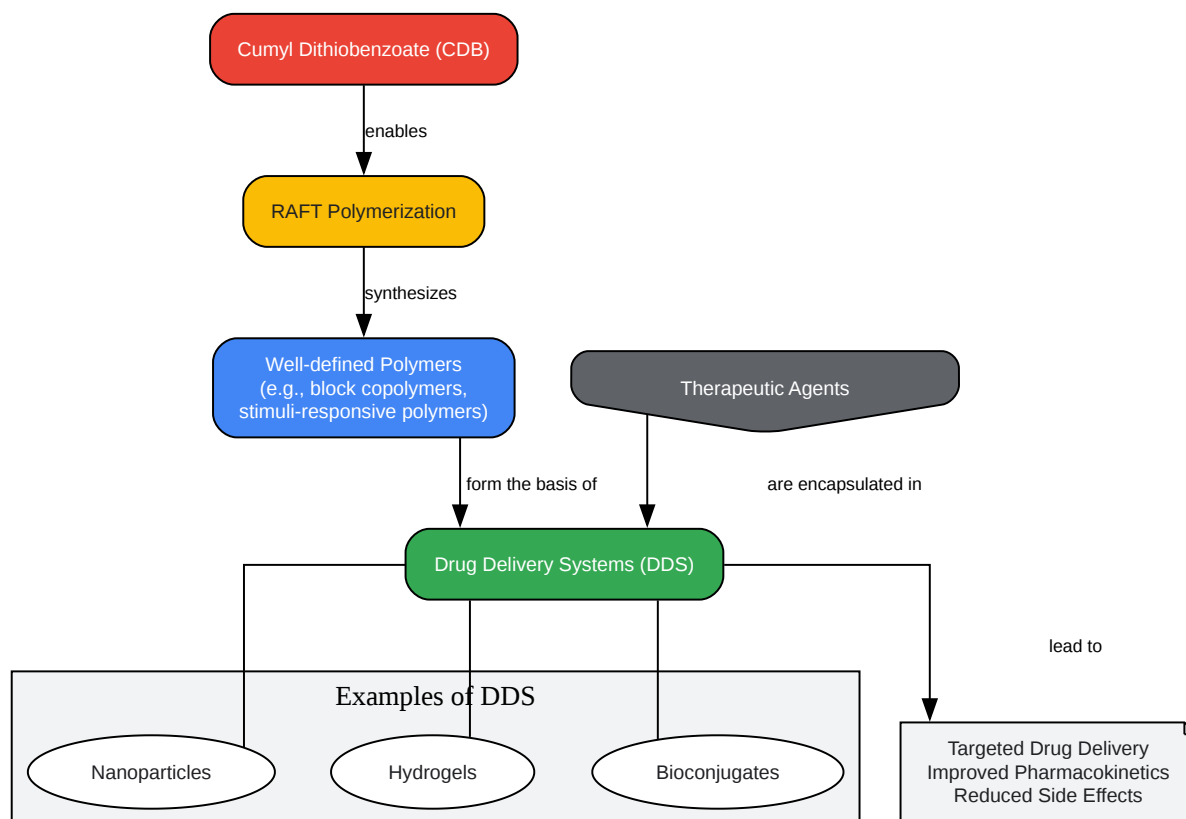 Cumyl Dithiobenzoate (CDB)
enables
RAFT Polymerization
synthesizes
Well-defined Polymers
(e.g., block copolymers,
stimuli-responsive polymers)
Therapeutic Agents
form the basis of
are encapsulated in
Drug Delivery Systems (DDS)
lead to
Examples of DDS
Nanoparticles
Hydrogels
Bioconjugates
Targeted Drug Delivery
Improved Pharmacokinetics
Reduced Side Effects